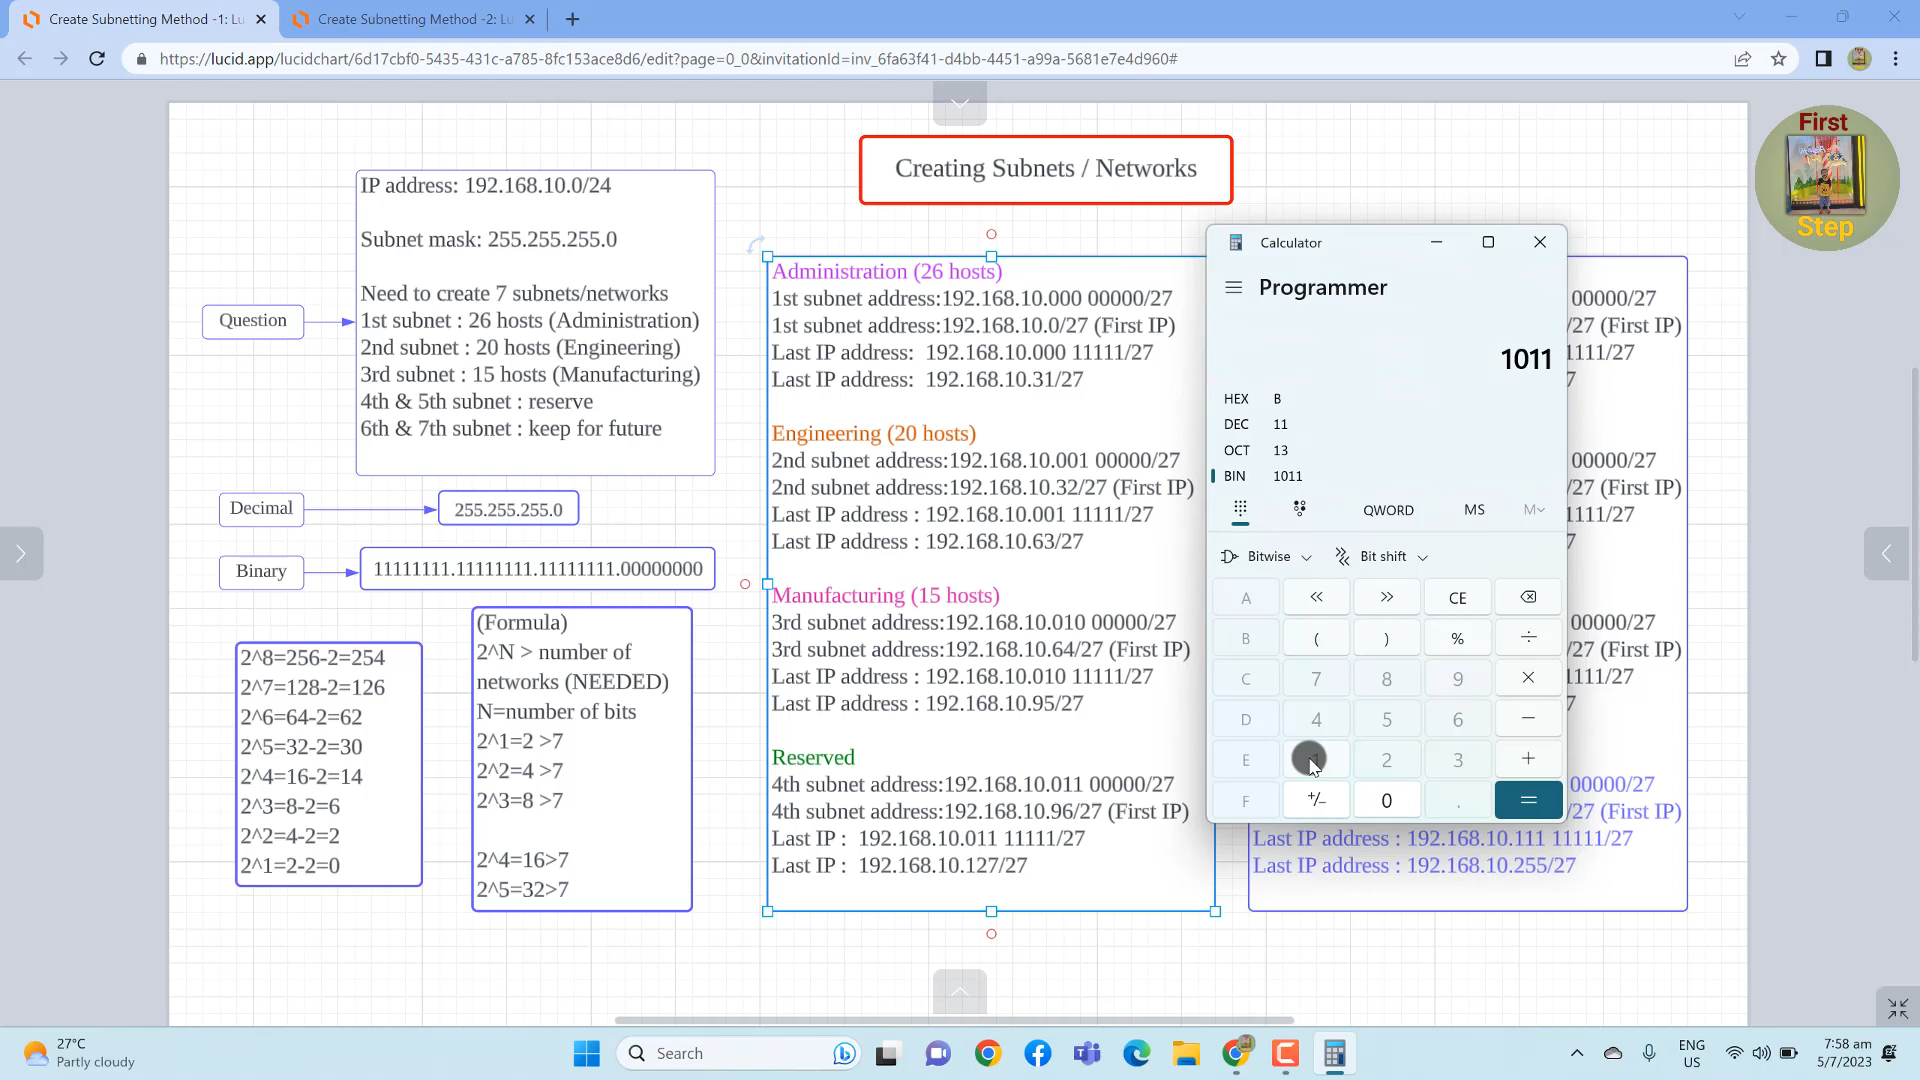 Create Subnetting Method -1: Lu
Create Subnetting Method -2: Lu
https://lucid.app/lucidchart/6d17cbf0-5435-431c-a785-8fc153ace8d6/edit?page=0_0&invitationId=inv_6fa63f41-d4bb-4451-a99a-5681e7e4d960#
First
Step
Creating Subnets / Networks
Question
IP address: 192.168.10.0/24
Subnet mask: 255.255.255.0
Need to create 7 subnets/networks
1st subnet : 26 hosts (Administration)
2nd subnet : 20 hosts (Engineering)
3rd subnet : 15 hosts (Manufacturing)
4th & 5th subnet : reserve
6th & 7th subnet : keep for future
Decimal
255.255.255.0
Binary
11111111.11111111.11111111.00000000
2^8=256-2=254
2^7=128-2=126
2^6=64-2=62
2^5=32-2=30
2^4=16-2=14
2^3=8-2=6
2^2=4-2=2
2^1=2-2=0
(Formula)
2^N > number of
networks (NEEDED)
N=number of bits
2^1=2 >7
2^2=4 >7
2^3=8 >7
2^4=16>7
2^5=32>7
Administration (26 hosts)
1st subnet address:192.168.10.000 00000/27
1st subnet address:192.168.10.0/27 (First IP)
Last IP address:  192.168.10.000 11111/27
Last IP address:  192.168.10.31/27
Engineering (20 hosts)
2nd subnet address:192.168.10.001 00000/27
2nd subnet address:192.168.10.32/27 (First IP)
Last IP address : 192.168.10.001 11111/27
Last IP address : 192.168.10.63/27
Manufacturing (15 hosts)
3rd subnet address:192.168.10.010 00000/27
3rd subnet address:192.168.10.64/27 (First IP)
Last IP address : 192.168.10.010 11111/27
Last IP address : 192.168.10.95/27
Reserved
4th subnet address:192.168.10.011 00000/27
4th subnet address:192.168.10.96/27 (First IP)
Last IP :  192.168.10.011 11111/27
Last IP :  192.168.10.127/27
00000/27
/27 (First IP)
1111/27
7
00000/27
/27 (First IP)
1111/27
7
00000/27
/27 (First IP)
1111/27
7
00000/27
/27 (First IP)
Last IP address : 192.168.10.111 11111/27
Last IP address : 192.168.10.255/27
Calculator
Programmer
1011
HEX B
DEC 11
OCT 13
BIN 1011
QWORD MS M
Bitwise Bit shift
A << >> CE
B ( ) % ÷
C 7 8 9 ×
D 4 5 6 −
E 2 3 +
F +/− 0 . =
27°C
Partly cloudy
Search
ENG
US
7:58 am
5/7/2023